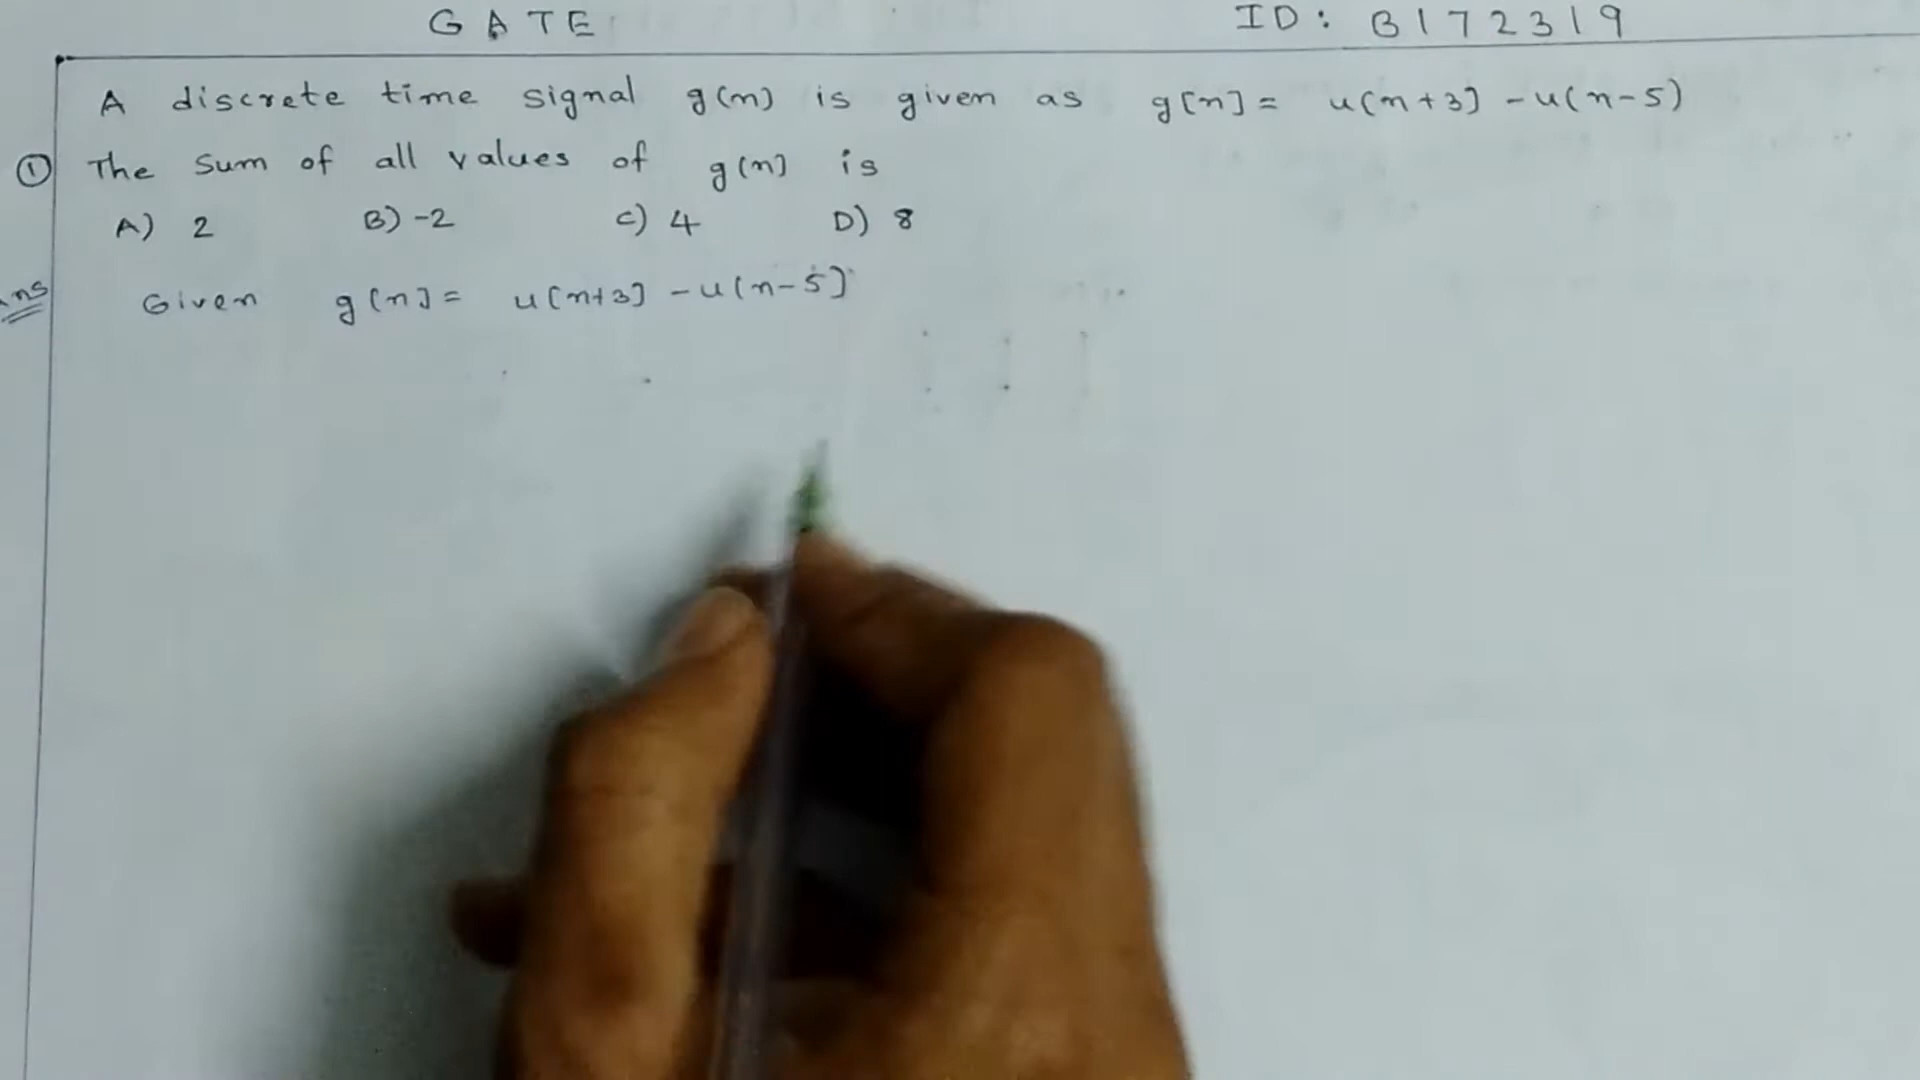 GATE ID: B172319
A discrete time signal g(n) is given as g[n] = u[n+3] - u(n-5)
① The sum of all values of g(n) is
A) 2 B) -2 C) 4 D) 8
Given g[n] = u[n+3] - u[n-5]